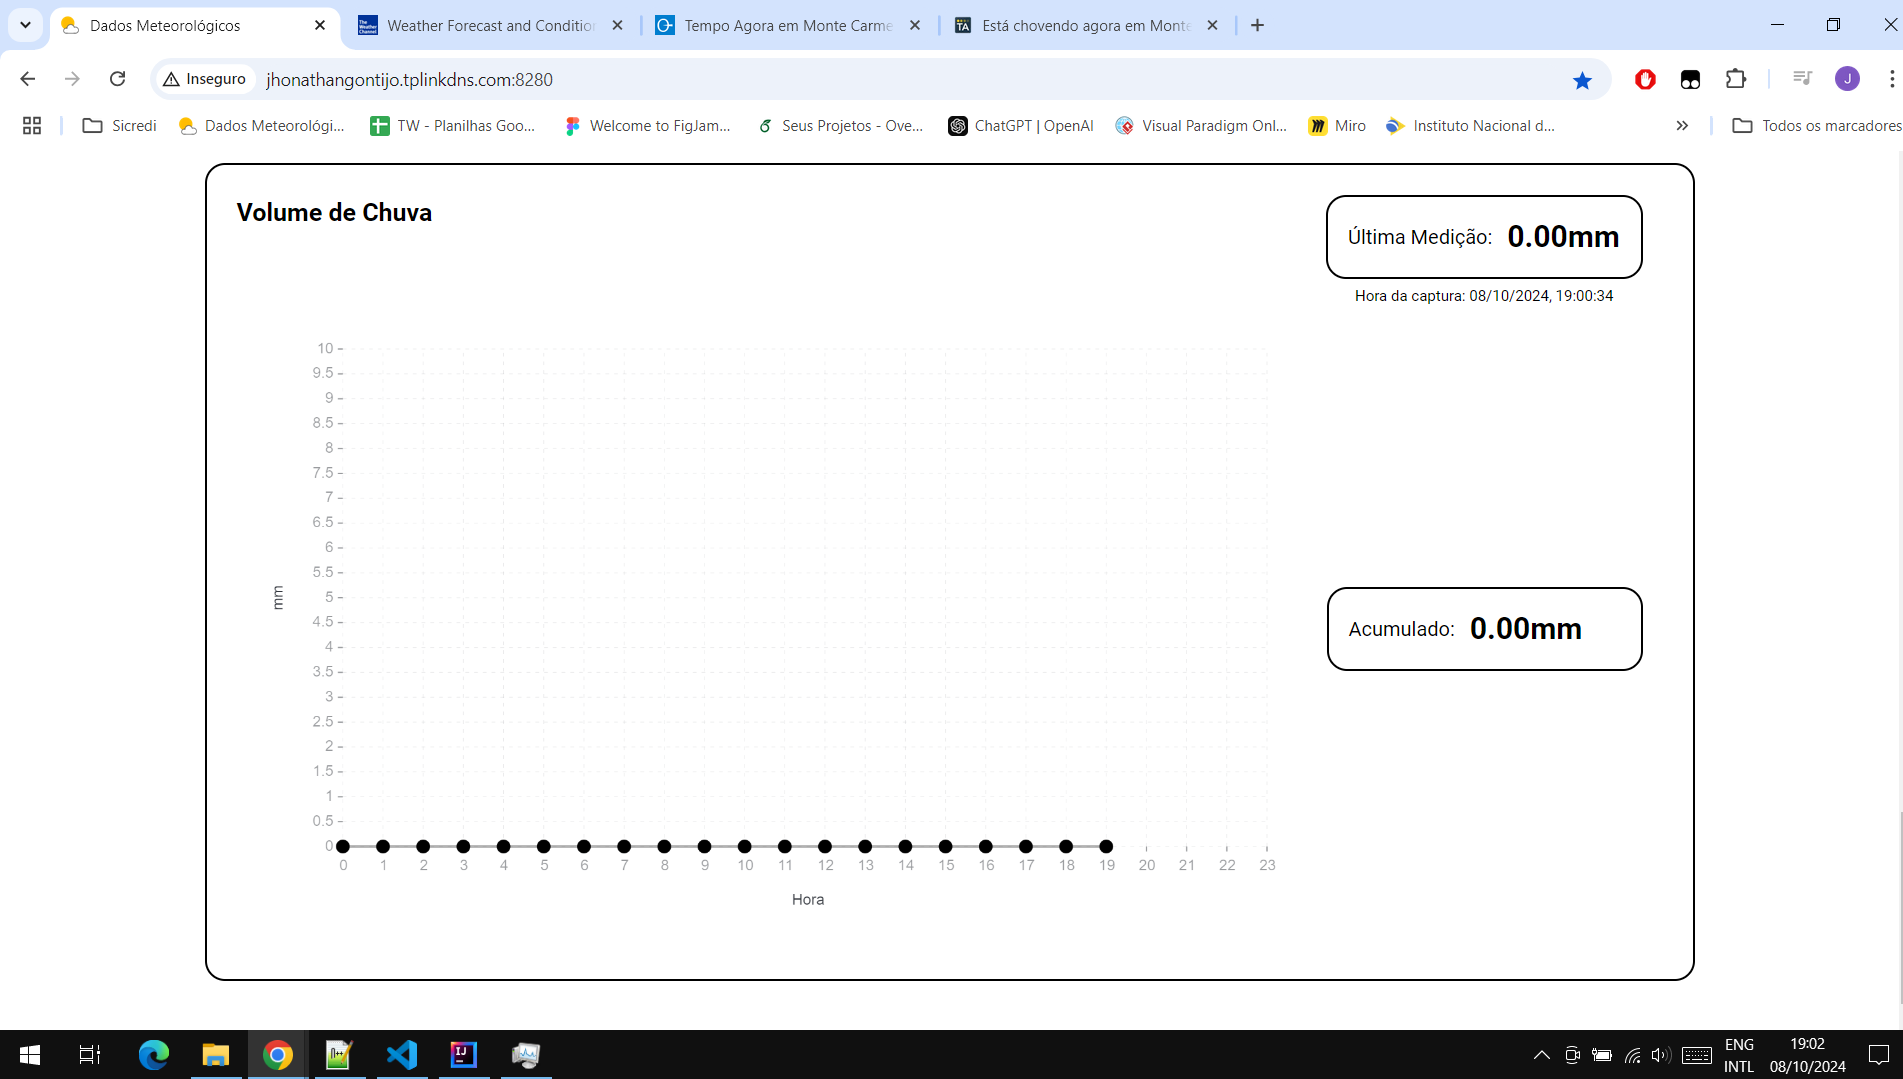 Dados Meteorológicos
Weather Forecast and Conditio
Tempo Agora em Monte Carme
Está chovendo agora em Monte
Inseguro
jhonathangontijo.tplinkdns.com:8280
J
Sicredi
Dados Meteorológi...
TW - Planilhas Goo...
Welcome to FigJam...
Seus Projetos - Ove...
ChatGPT | OpenAI
Visual Paradigm Onl...
Miro
Instituto Nacional d...
Todos os marcadores
Volume de Chuva
Última Medição: 0.00mm
Hora da captura: 08/10/2024, 19:00:34
10
9.5
9
8.5
8
7.5
7
6.5
6
5.5
5
4.5
4
3.5
3
2.5
2
1.5
1
0.5
0
mm
0 1 2 3 4 5 6 7 8 9 10 11 12 13 14 15 16 17 18 19 20 21 22 23
Hora
Acumulado: 0.00mm
ENG
INTL
19:02
08/10/2024